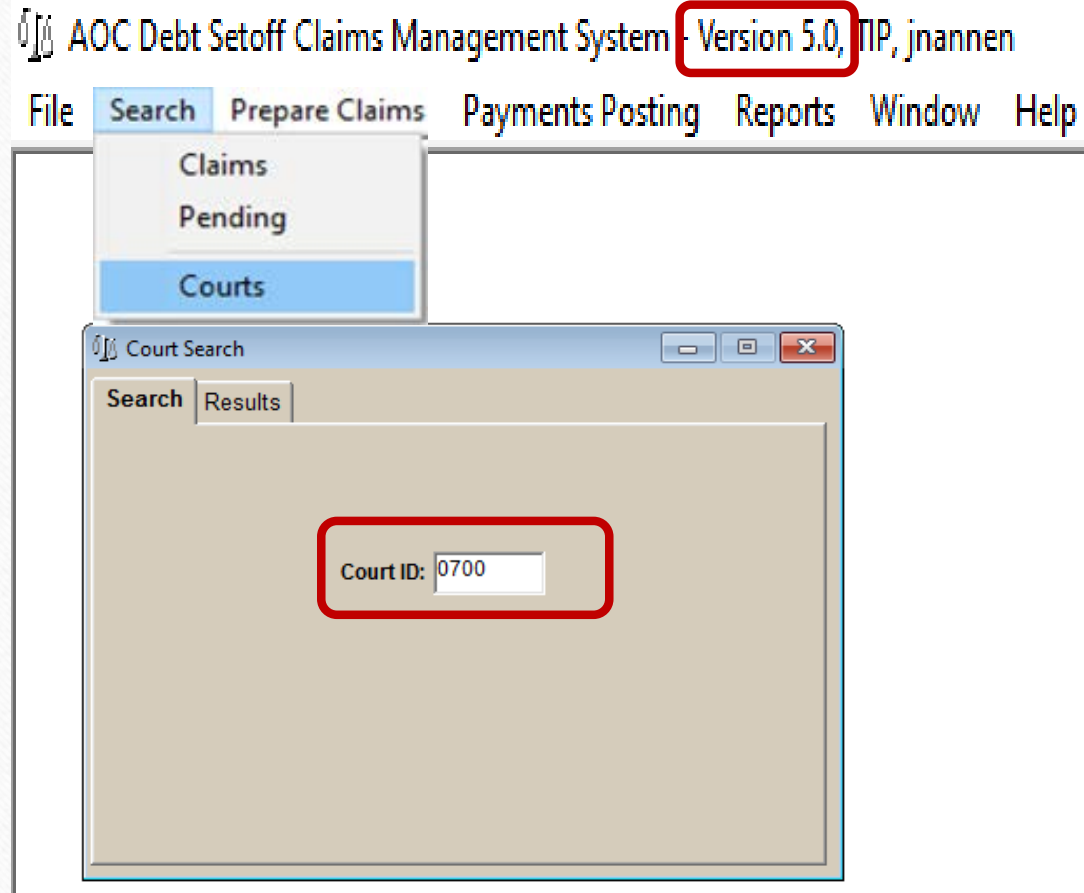 AOC Debt Setoff Claims Management System - Version 5.0, TIP, jnannen
File Search Prepare Claims Payments Posting Reports Window Help
Claims
Pending
Courts
Court Search
Search Results
Court ID: 0700